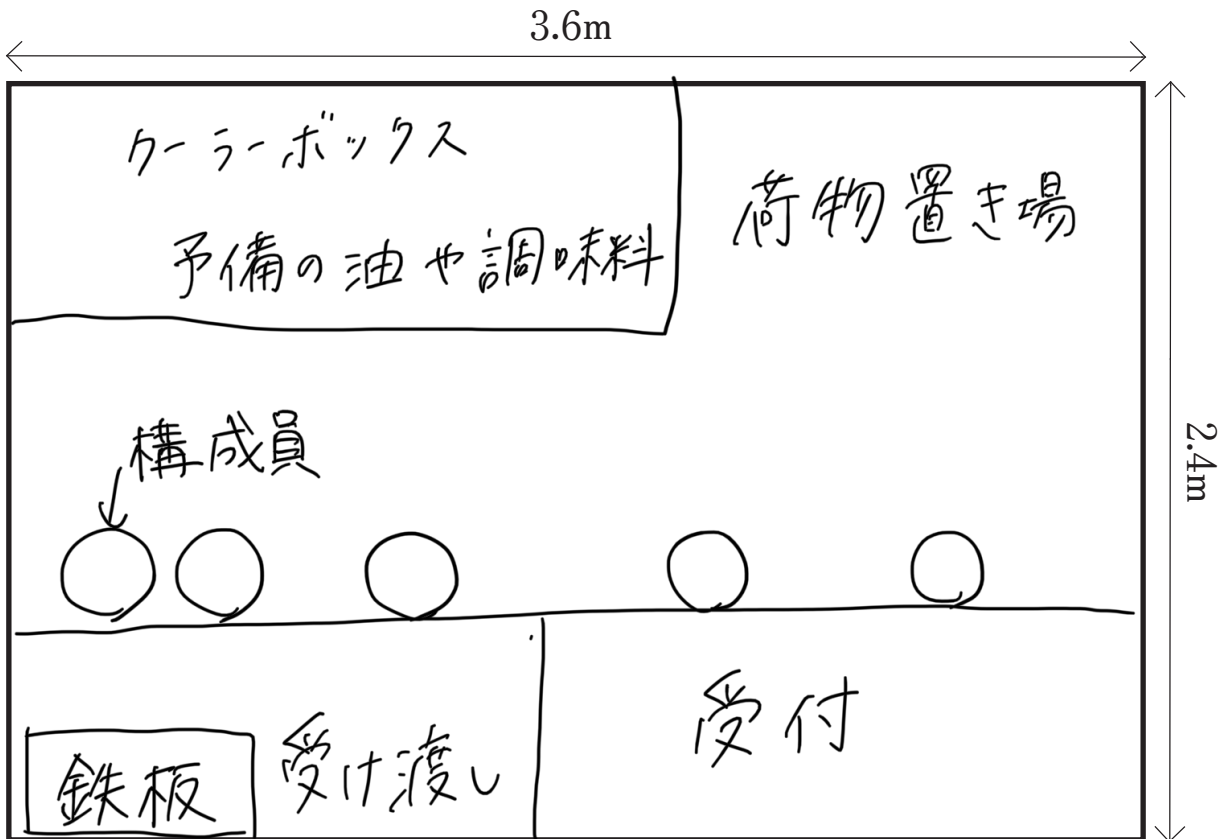 3.6m
クーラーボックス
予備の油や調味料
荷物置き場
構成員
2.4m
鉄板
受け渡し
受付